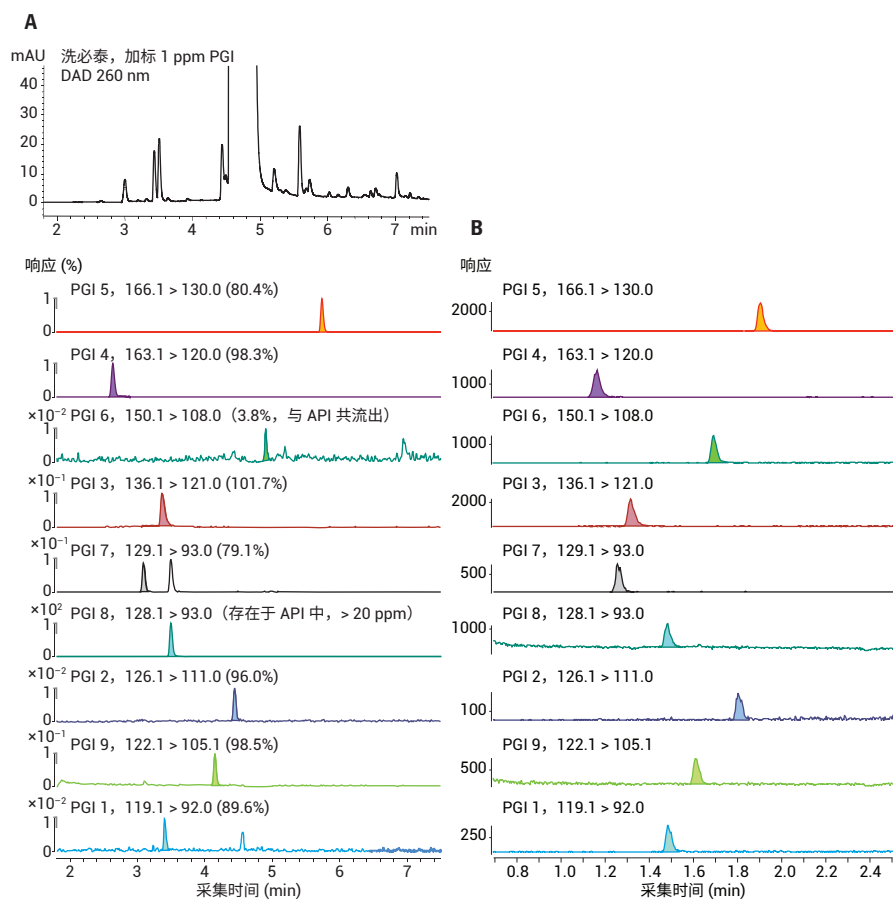 A
mAU
洗必泰，加标 1 ppm PGI
DAD 260 nm
40
30
20
10
0
2 3 4 5 6 7 min
响应 (%)
PGI 5，166.1 > 130.0 (80.4%)
1
0
PGI 4，163.1 > 120.0 (98.3%)
1
0
×10⁻² PGI 6，150.1 > 108.0（3.8%，与 API 共流出）
1
0
×10⁻¹ PGI 3，136.1 > 121.0 (101.7%)
1
0
×10⁻¹ PGI 7，129.1 > 93.0 (79.1%)
1
0
×10² PGI 8，128.1 > 93.0（存在于 API 中，> 20 ppm）
1
0
×10⁻² PGI 2，126.1 > 111.0 (96.0%)
1
0
×10⁻¹ PGI 9，122.1 > 105.1 (98.5%)
1
0
×10⁻² PGI 1，119.1 > 92.0 (89.6%)
1
0
2 3 4 5 6 7
采集时间 (min)
B
响应
PGI 5，166.1 > 130.0
2000
PGI 4，163.1 > 120.0
1000
PGI 6，150.1 > 108.0
1000
PGI 3，136.1 > 121.0
2000
PGI 7，129.1 > 93.0
500
PGI 8，128.1 > 93.0
1000
PGI 2，126.1 > 111.0
100
PGI 9，122.1 > 105.1
500
PGI 1，119.1 > 92.0
250
0.8 1.0 1.2 1.4 1.6 1.8 2.0 2.2 2.4
采集时间 (min)